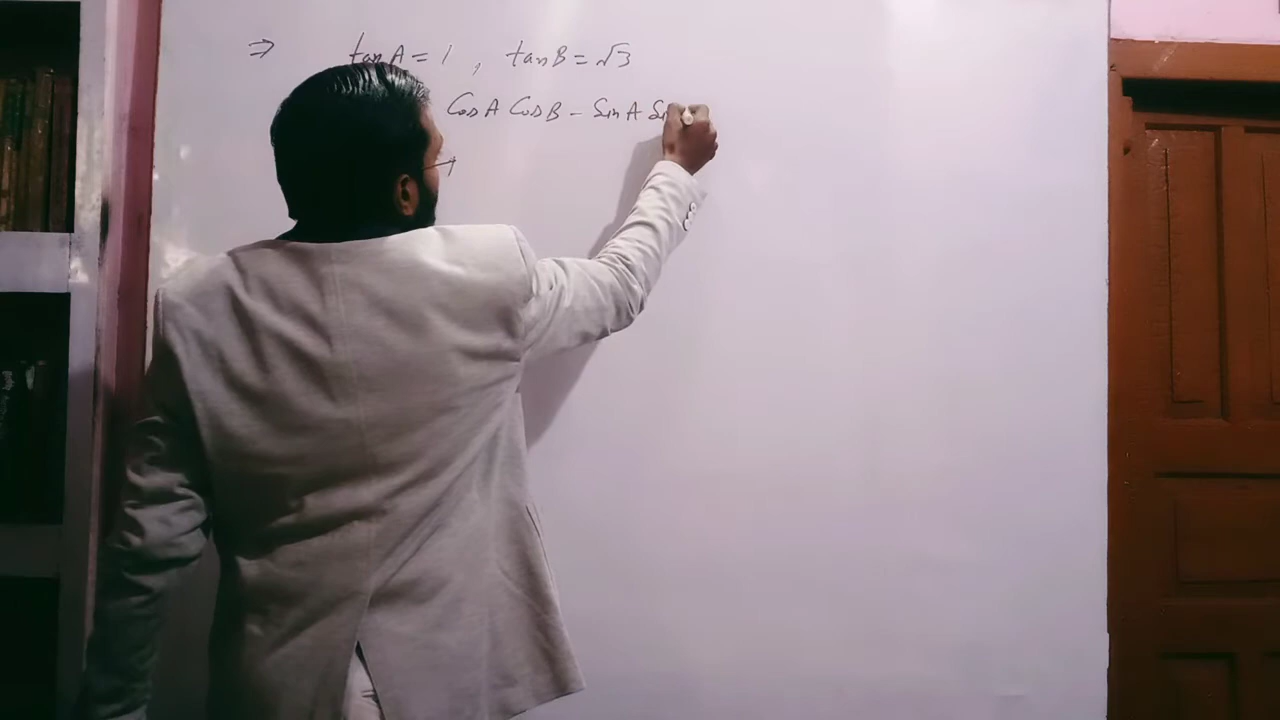 ⇒ tan A = 1 , tan B = √3
Cos A Cos B - Sin A